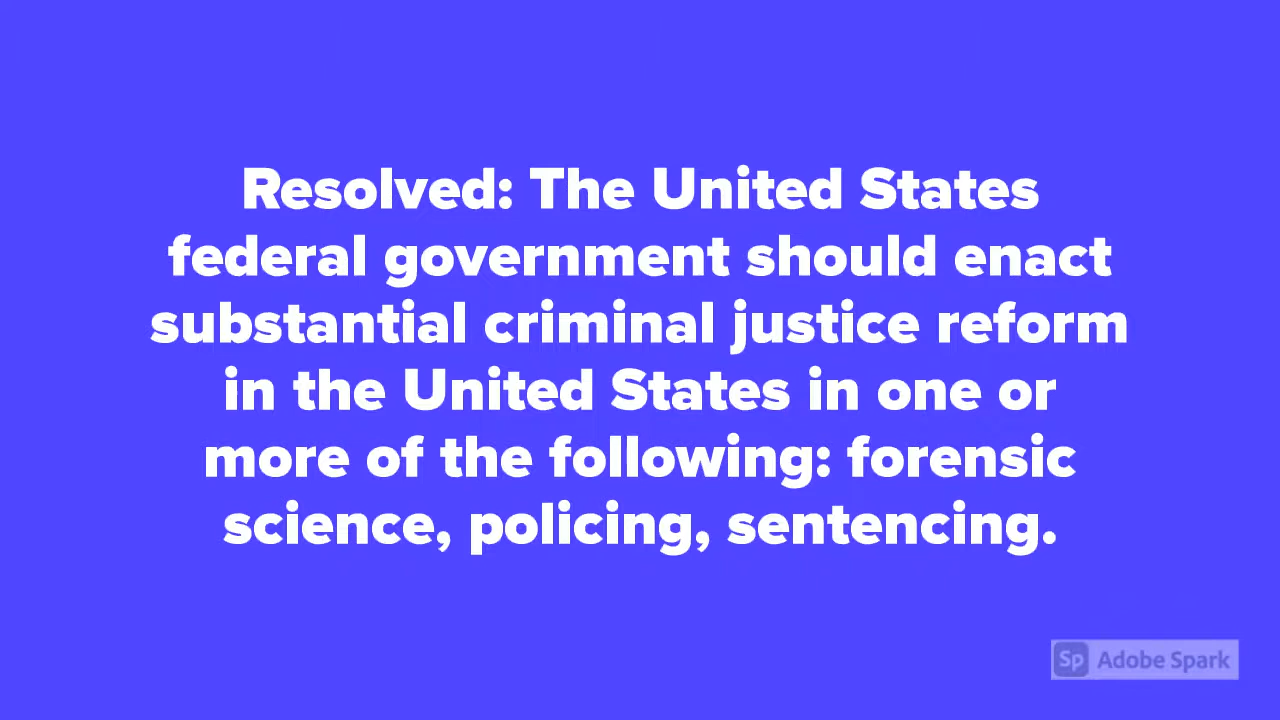 Resolved: The United States
federal government should enact
substantial criminal justice reform
in the United States in one or
more of the following: forensic
science, policing, sentencing.
Sp Adobe Spark